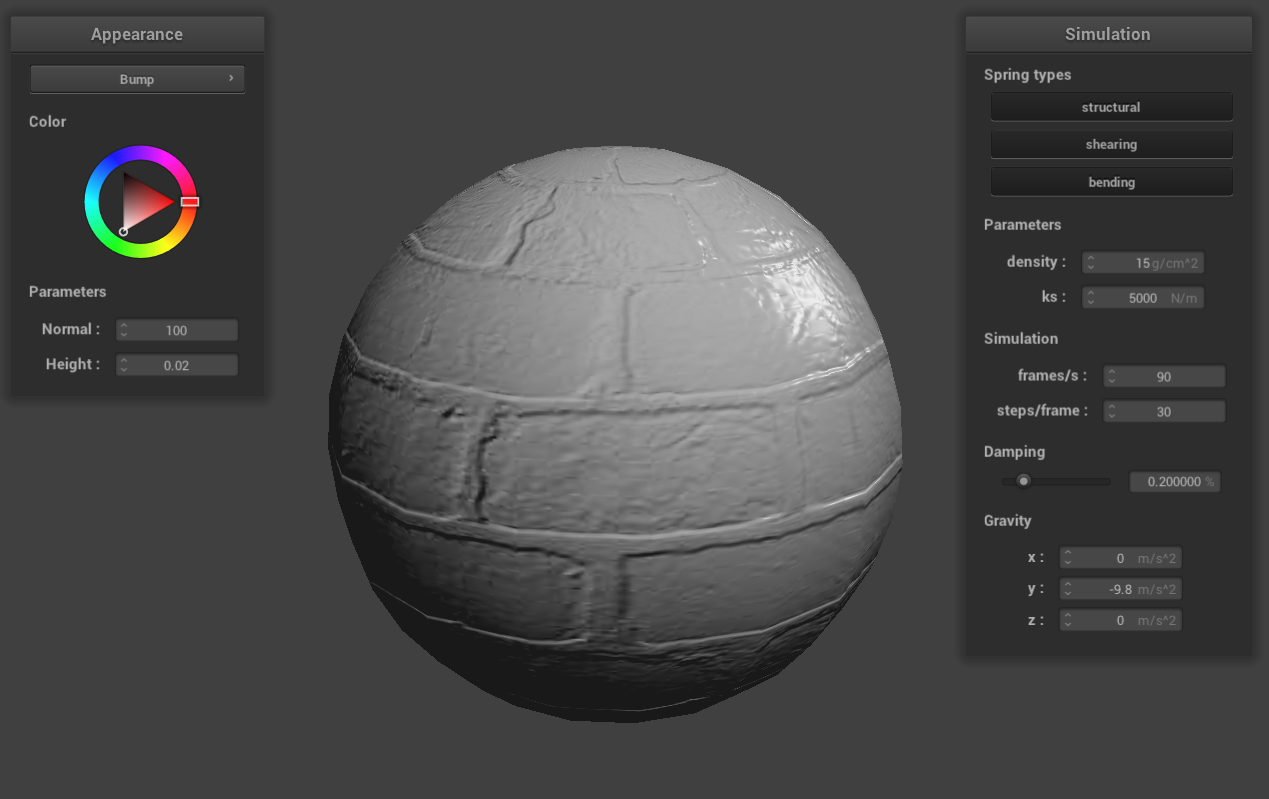 Appearance
Bump
Color
Parameters
Normal : 100
Height : 0.02
Simulation
Spring types
structural
shearing
bending
Parameters
density : 15 g/cm^2
ks : 5000 N/m
Simulation
frames/s : 90
steps/frame : 30
Damping
0.200000 %
Gravity
x : 0 m/s^2
y : -9.8 m/s^2
z : 0 m/s^2